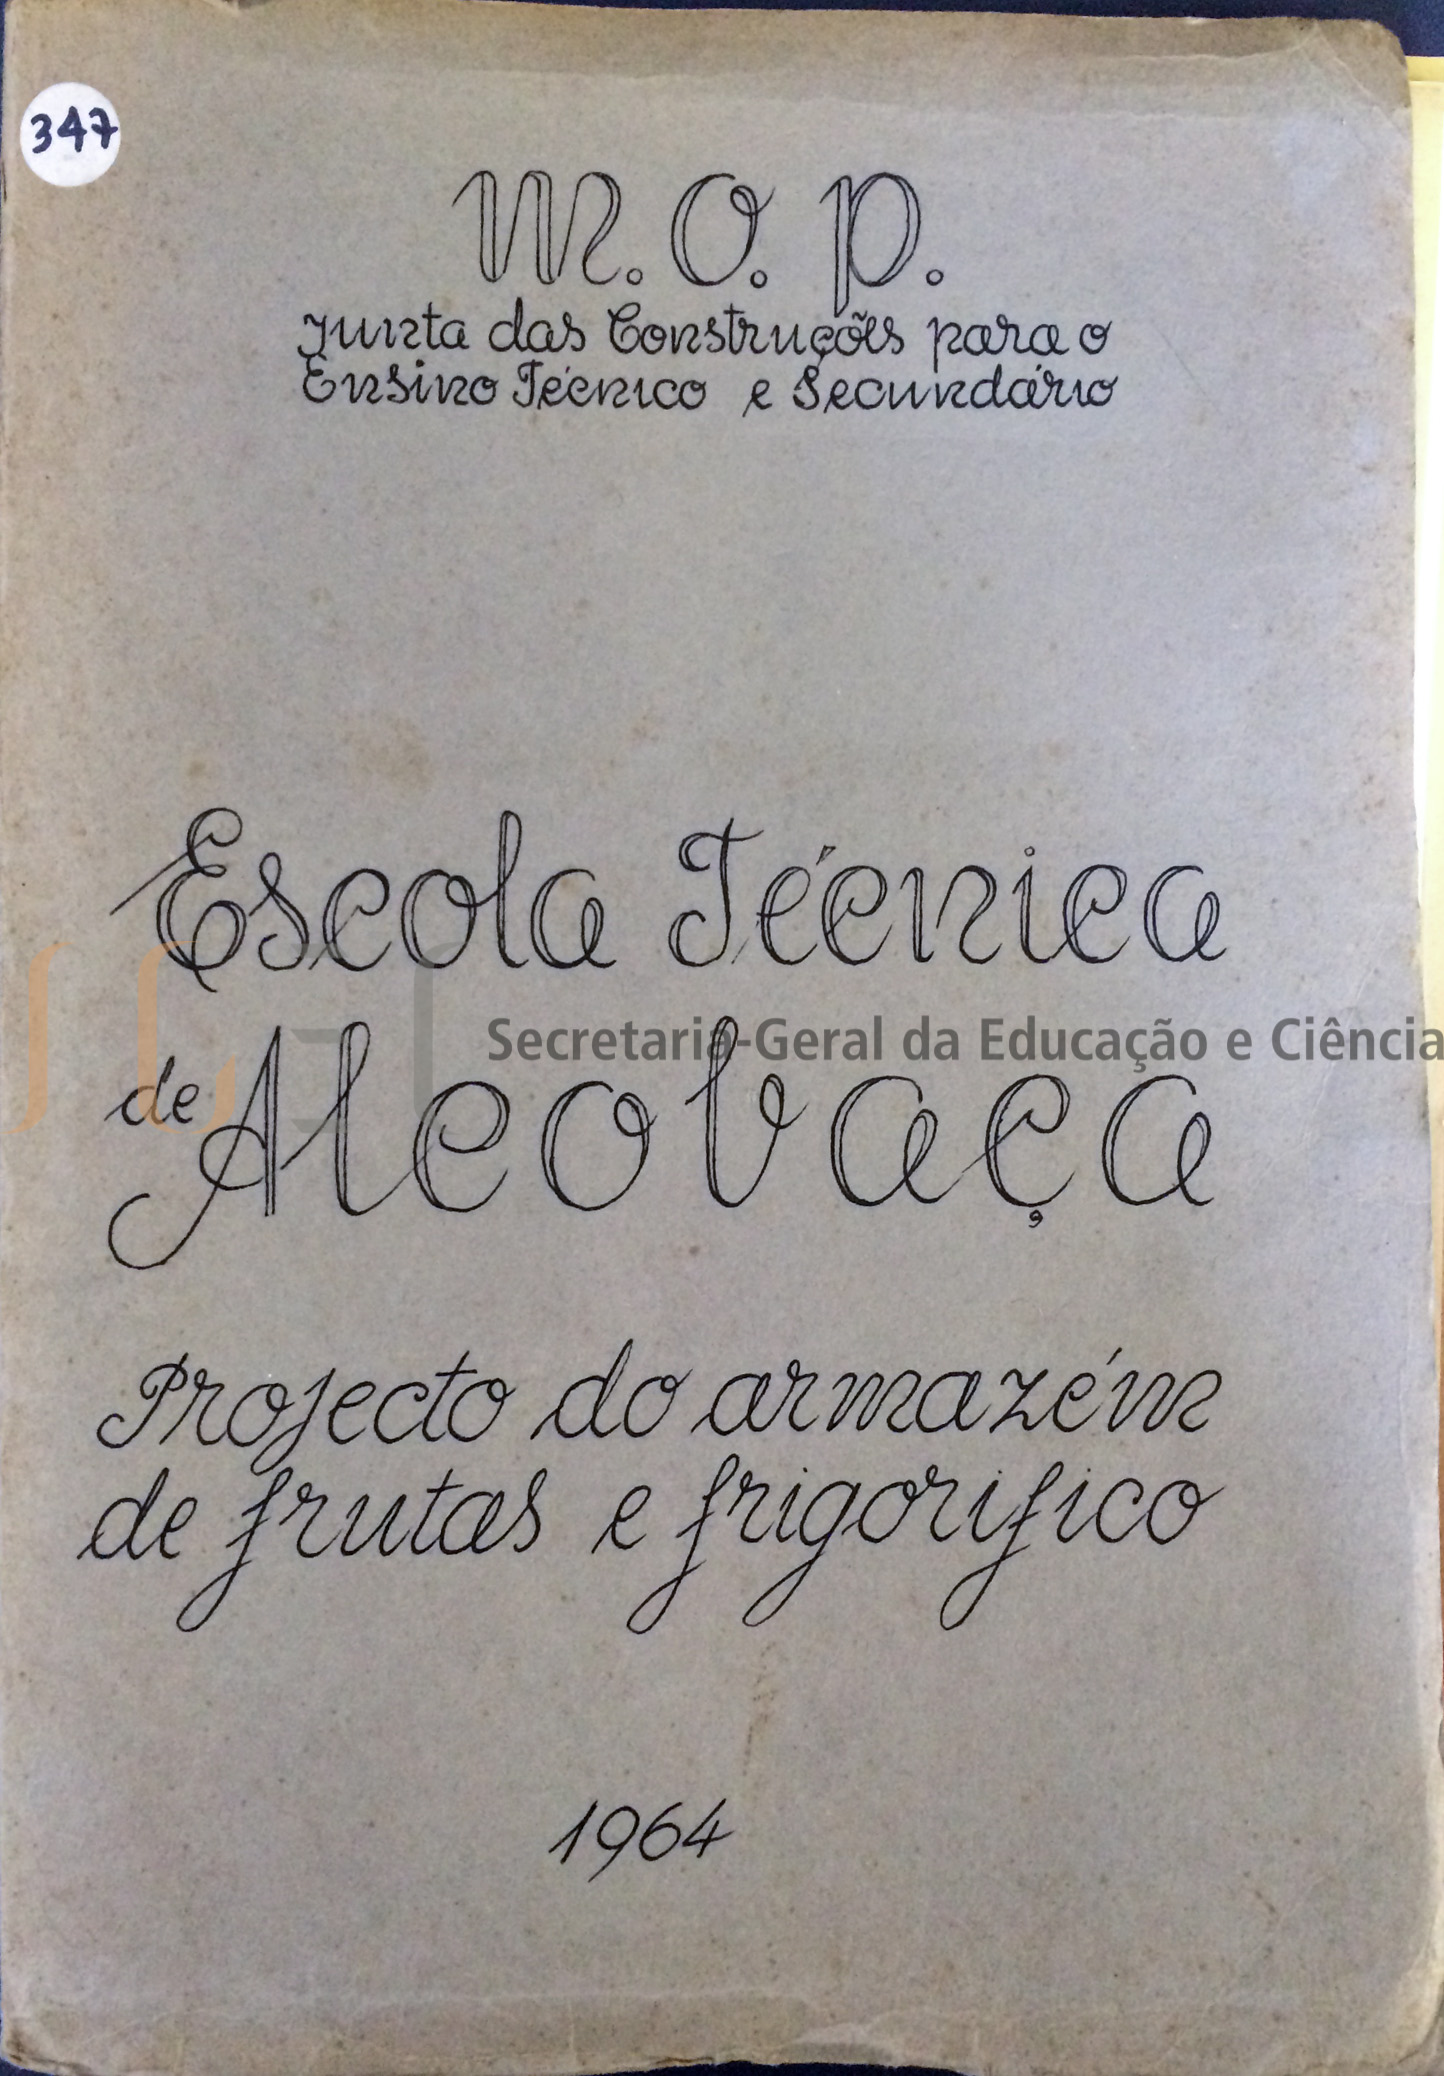 347
M. O. P.
Junta das Construções para o
Ensino Técnico e Secundário
Escola Técnica
Secretaria-Geral da Educação e Ciência
de Alcobaça
Projecto do armazém
de frutas e frigorifico
1964